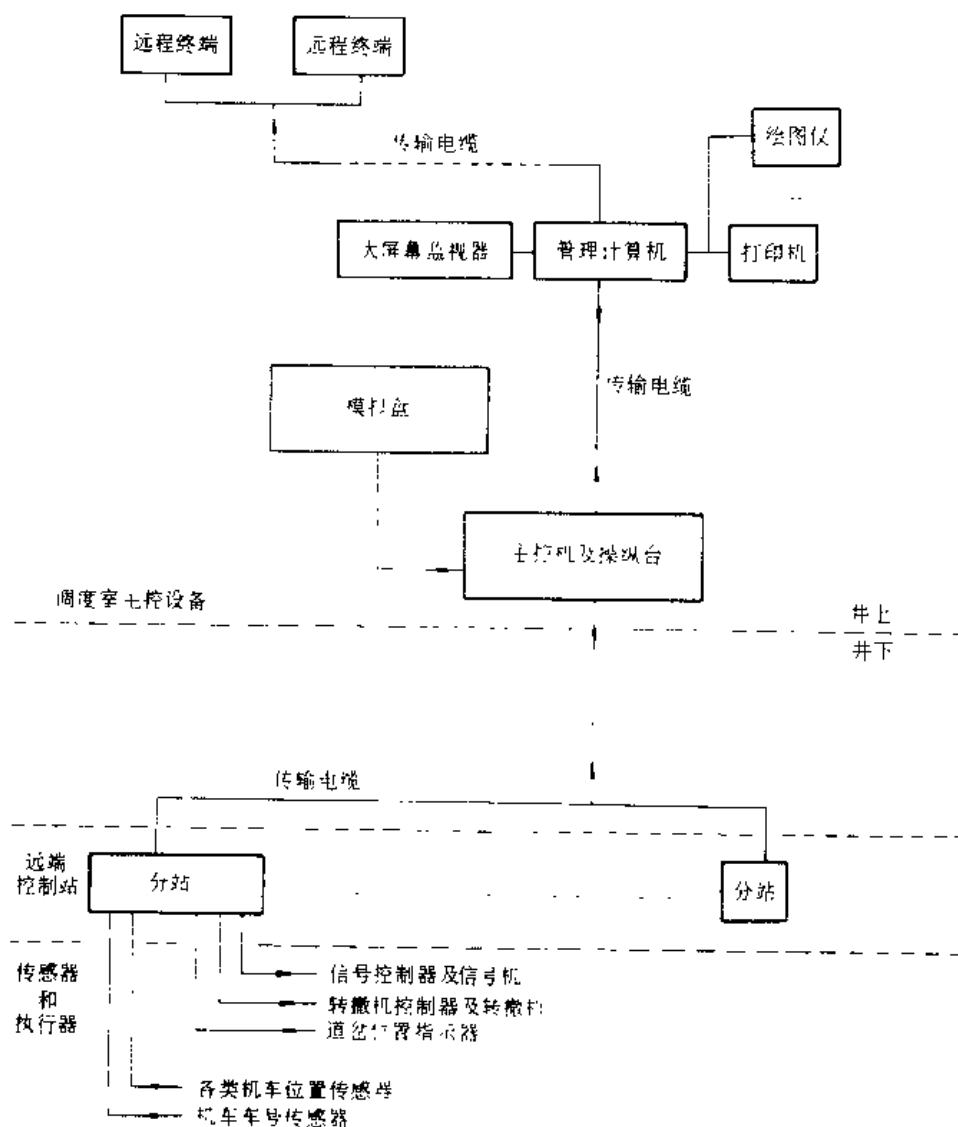 远程终端
远程终端
传输电缆
绘图仪
大屏幕监视器
管理计算机
打印机
传输电缆
模拟盘
主控机及操纵台
调度室主控设备
井上
井下
传输电缆
远端
控制站
分站
分站
传感器
和
执行器
信号控制器及信号机
转撤机控制器及转撤机
道岔位置指示器
各类机车位置传感器
机车车号传感器